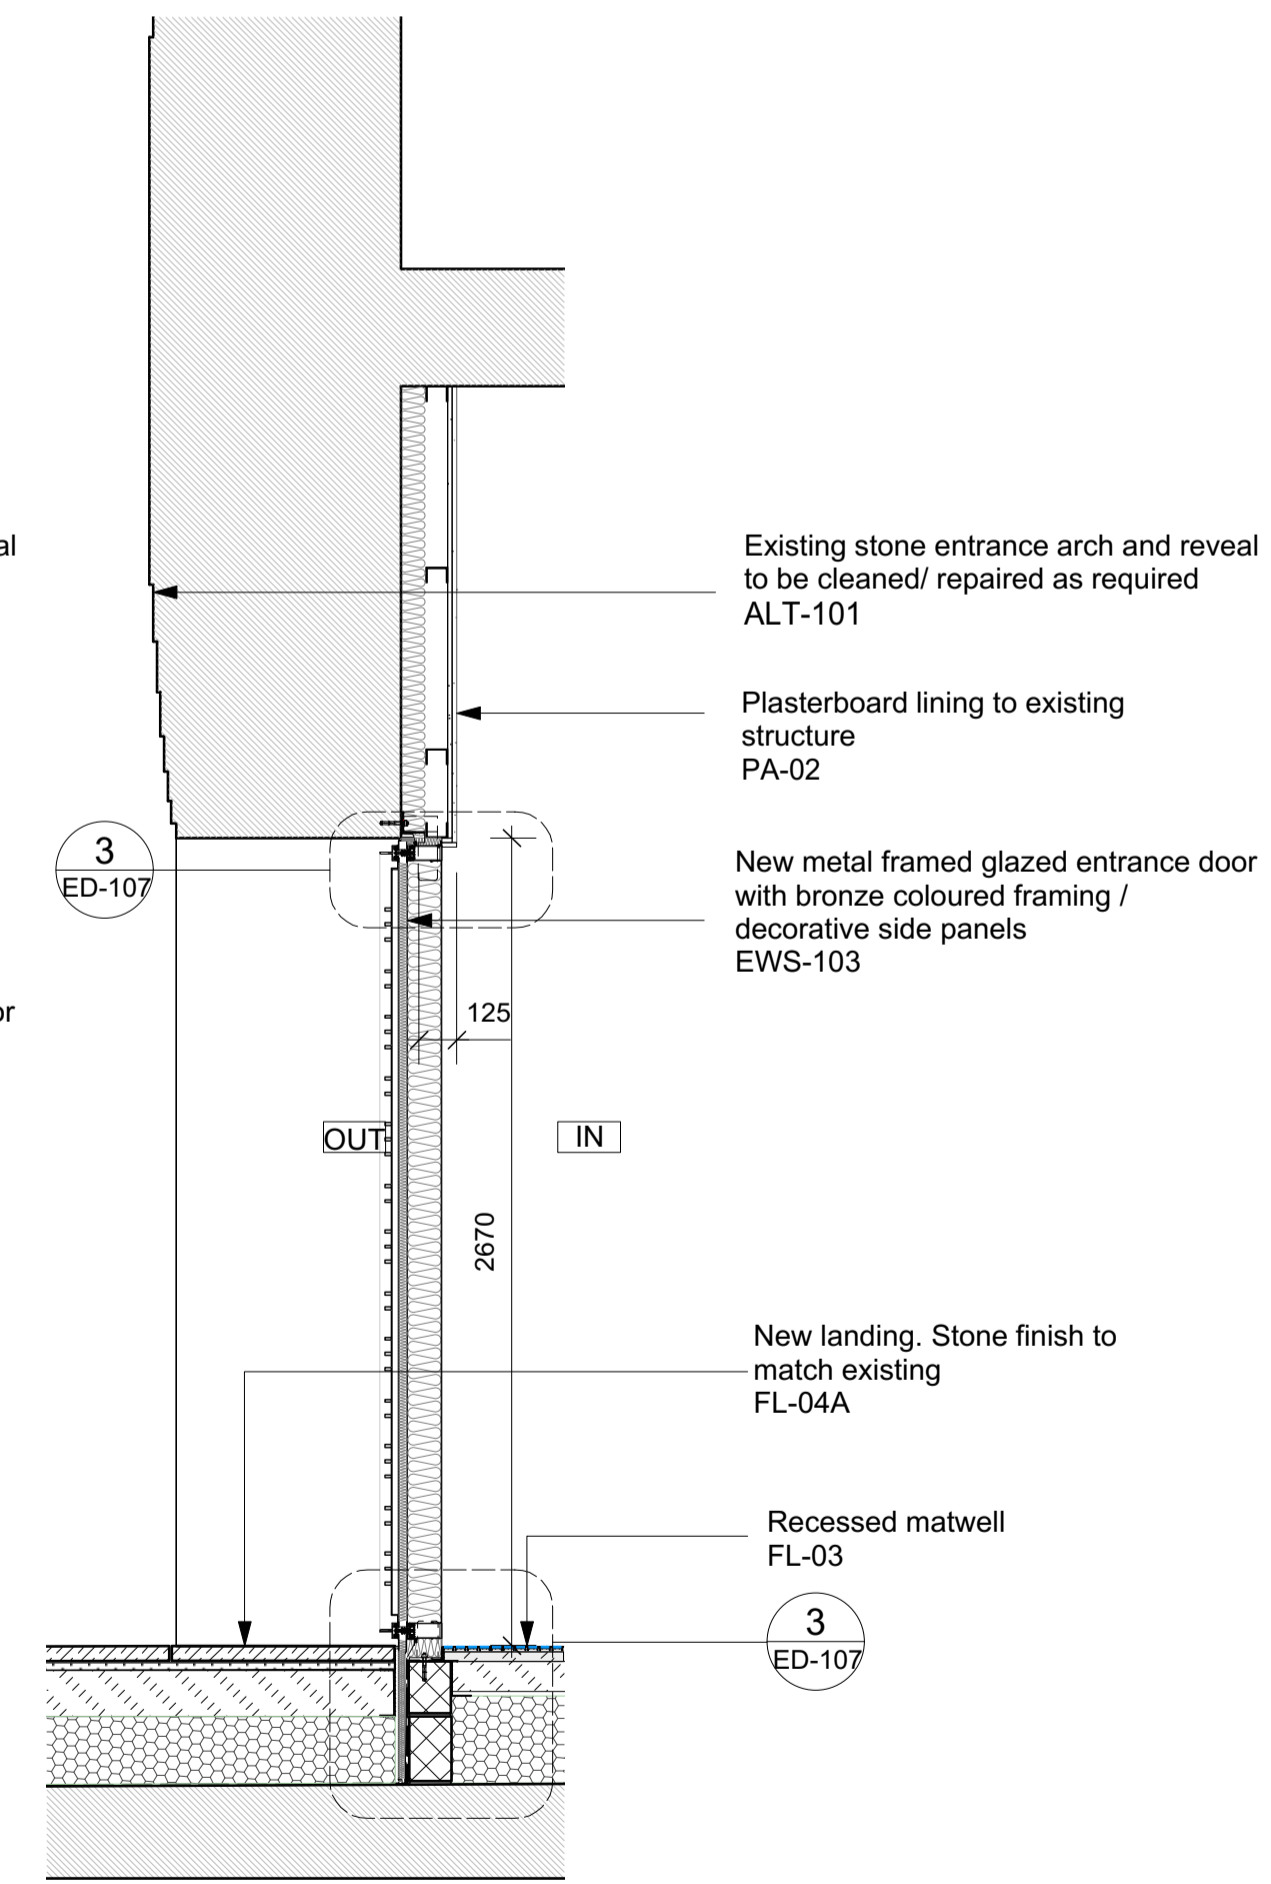 al
Existing stone entrance arch and reveal
to be cleaned/ repaired as required
ALT-101
Plasterboard lining to existing
structure
PA-02
3
ED-107
New metal framed glazed entrance door
with bronze coloured framing /
decorative side panels
EWS-103
or
125
OUT
IN
2670
New landing. Stone finish to
match existing
FL-04A
Recessed matwell
FL-03
3
ED-107